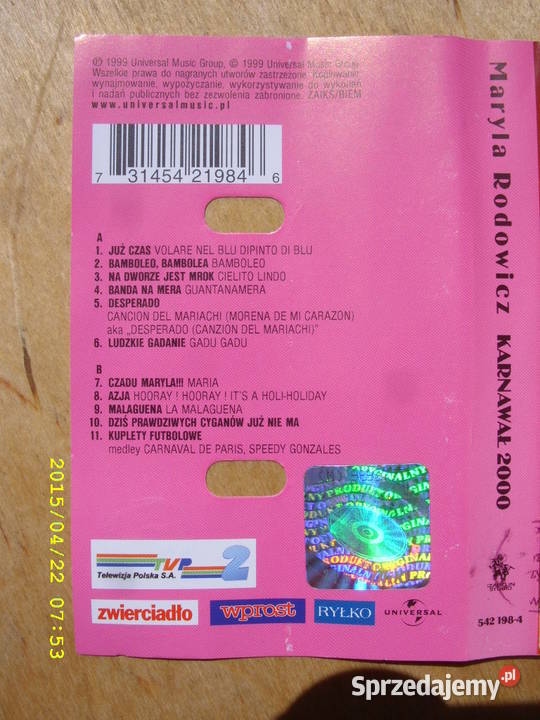 ℗ 1999 Universal Music Group, © 1999 Universal Music Group.
Wszelkie prawa do nagranych utworów zastrzeżone. Kopiowanie,
wynajmowanie, wypożyczanie, wykorzystywanie do wykonań
i nadań publicznych bez zezwolenia zabronione. ZAIKS/BIEM
www.universalmusic.pl
7 31454 21984 6
A
1. JUŻ CZAS VOLARE NEL BLU DIPINTO DI BLU
2. BAMBOLEO, BAMBOLEA BAMBOLEO
3. NA DWORZE JEST MROK CIELITO LINDO
4. BANDA NA MERA GUANTANAMERA
5. DESPERADO
CANCION DEL MARIACHI (MORENA DE MI CARAZON)
aka „DESPERADO (CANZION DEL MARIACHI)"
6. LUDZKIE GADANIE GADU GADU
B
7. CZADU MARYLA!!! MARIA
8. AZJA HOORAY ! HOORAY ! IT'S A HOLI-HOLIDAY
9. MALAGUENA LA MALAGUENA
10. DZIŚ PRAWDZIWYCH CYGANÓW JUŻ NIE MA
11. KUPLETY FUTBOLOWE
medley CARNAVAL DE PARIS, SPEEDY GONZALES
TVP 2
Telewizja Polska S.A.
zwierciadło wprost RYŁKO UNIVERSAL
PRODUCT OF
ORIGINAL
PRODUKT ORIGINAL
Maryla Rodowicz KARNAWAŁ 2000
542 198-4
2015/04/22 07:53
Sprzedajemy.pl